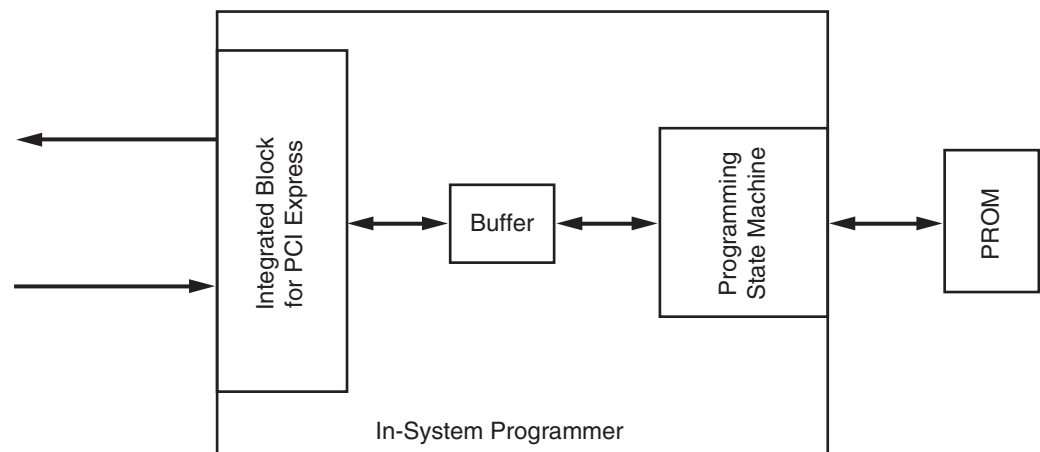 Integrated Block
for PCI Express
Buffer
Programming
State Machine
PROM
In-System Programmer